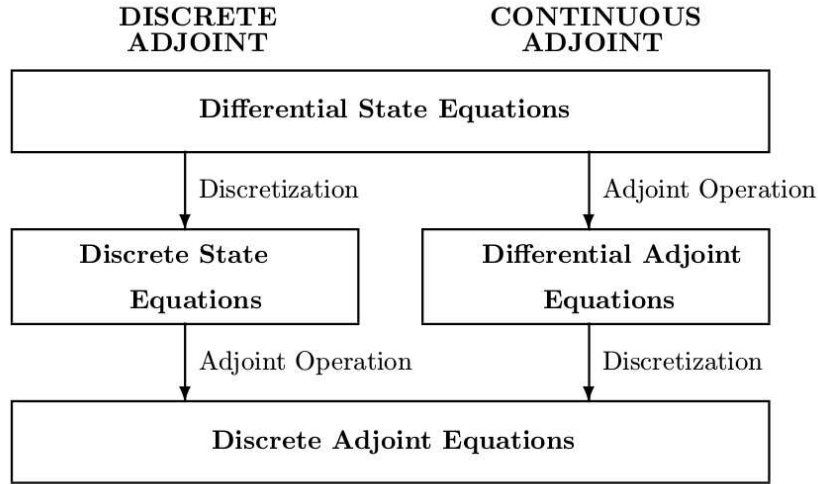 DISCRETE
ADJOINT
CONTINUOUS
ADJOINT
Differential State Equations
Discretization
Adjoint Operation
Discrete State
Equations
Differential Adjoint
Equations
Adjoint Operation
Discretization
Discrete Adjoint Equations